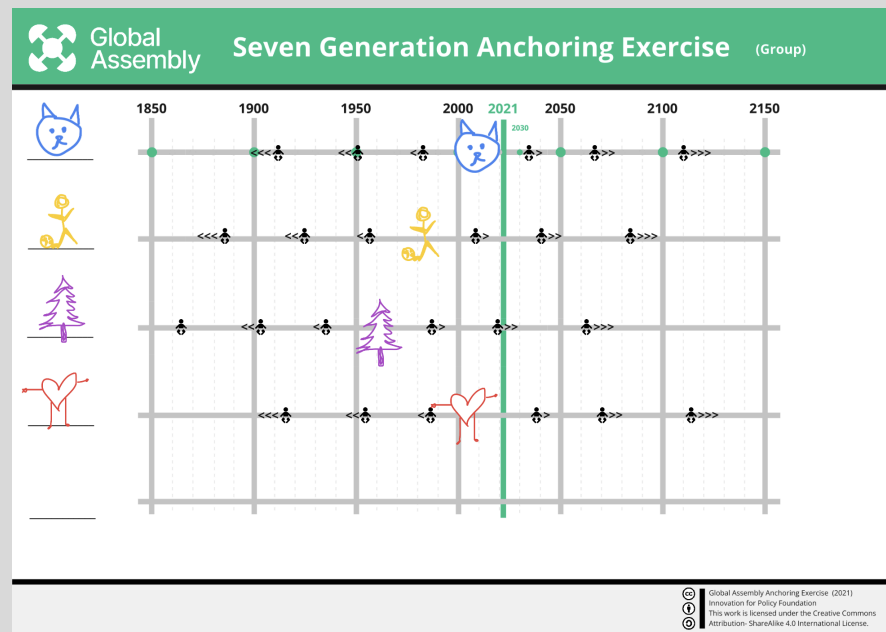 Global
Assembly
Seven Generation Anchoring Exercise (Group)
1850 1900 1950 2000 2021 2050 2100 2150
2030
<<< << < > >> >>>
<<< << < > >> >>>
<< < > >> >>>
<<< << < > >> >>>
Global Assembly Anchoring Exercise (2021)
Innovation for Policy Foundation
This work is licensed under the Creative Commons
Attribution- ShareAlike 4.0 International License.
cc